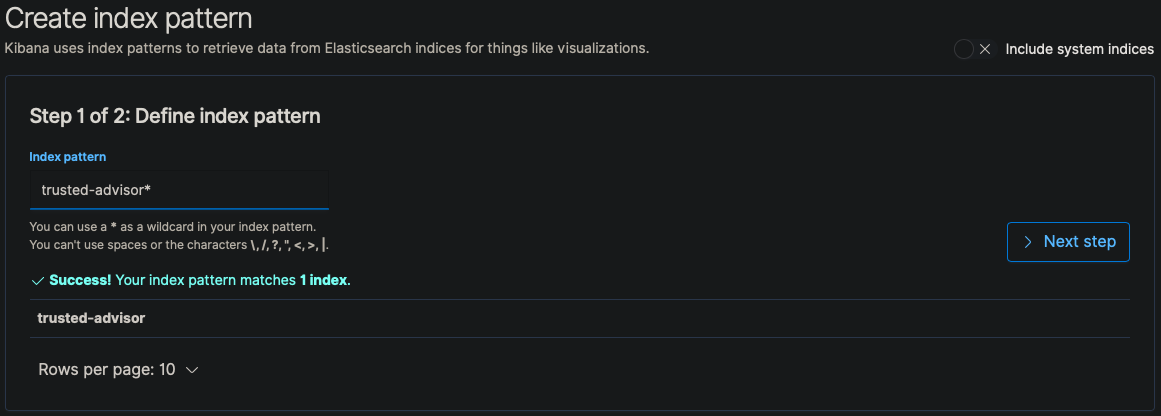 Create index pattern
Kibana uses index patterns to retrieve data from Elasticsearch indices for things like visualizations.
Include system indices
Step 1 of 2: Define index pattern
Index pattern
trusted-advisor*
You can use a * as a wildcard in your index pattern.
You can't use spaces or the characters \, /, ?, ", <, >, |.
Next step
Success! Your index pattern matches 1 index.
trusted-advisor
Rows per page: 10